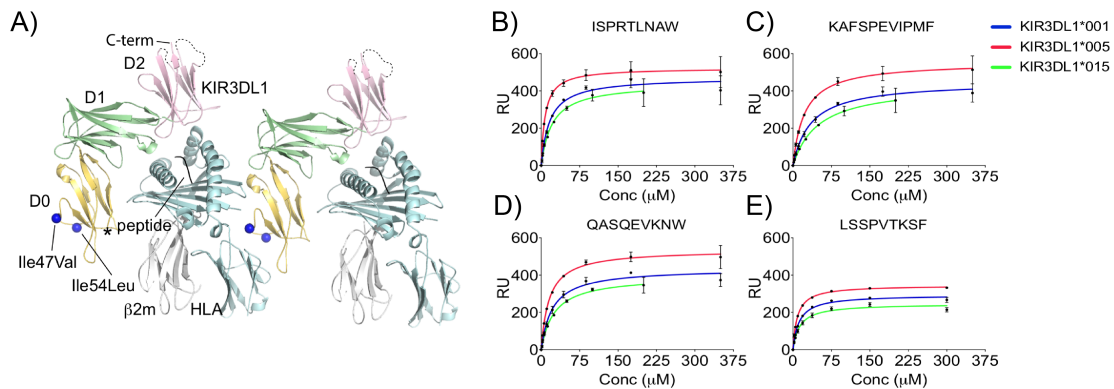 A)
C-term
D2
KIR3DL1
D1
D0
*
peptide
Ile47Val
Ile54Leu
β2m
HLA
B)
ISPRTLNAW
RU
600
400
200
0
0 75 150 225 300 375
Conc (μM)
C)
KAFSPEVIPMF
RU
600
400
200
0
0 75 150 225 300 375
Conc (μM)
KIR3DL1*001
KIR3DL1*005
KIR3DL1*015
D)
QASQEVKNW
RU
600
400
200
0
0 75 150 225 300 375
Conc (μM)
E)
LSSPVTKSF
RU
600
400
200
0
0 75 150 225 300 375
Conc (μM)